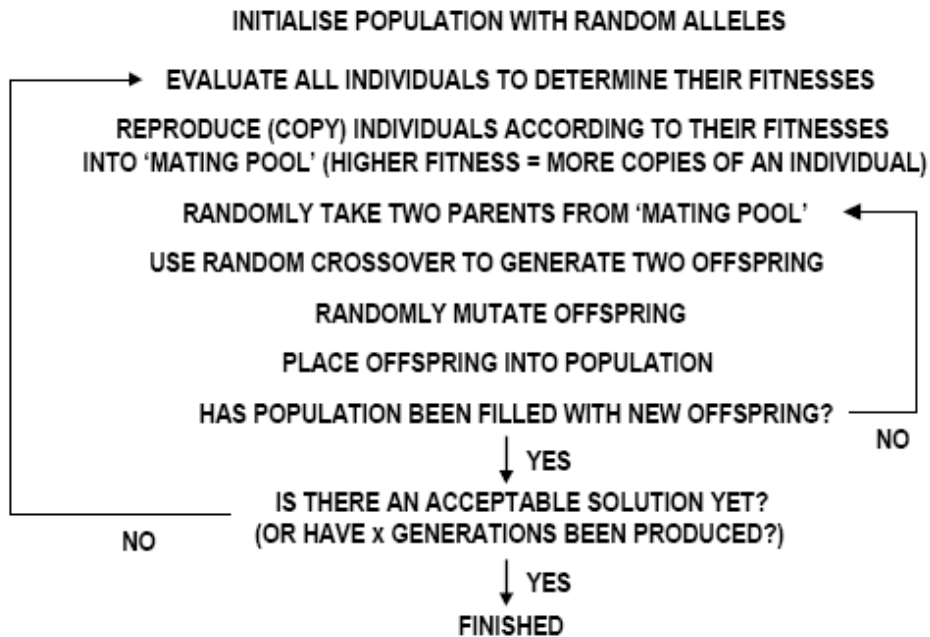 INITIALISE POPULATION WITH RANDOM ALLELES
EVALUATE ALL INDIVIDUALS TO DETERMINE THEIR FITNESSES
REPRODUCE (COPY) INDIVIDUALS ACCORDING TO THEIR FITNESSES
INTO ‘MATING POOL’ (HIGHER FITNESS = MORE COPIES OF AN INDIVIDUAL)
RANDOMLY TAKE TWO PARENTS FROM ‘MATING POOL’
USE RANDOM CROSSOVER TO GENERATE TWO OFFSPRING
RANDOMLY MUTATE OFFSPRING
PLACE OFFSPRING INTO POPULATION
HAS POPULATION BEEN FILLED WITH NEW OFFSPRING?
NO
YES
IS THERE AN ACCEPTABLE SOLUTION YET?
(OR HAVE x GENERATIONS BEEN PRODUCED?)
NO
YES
FINISHED